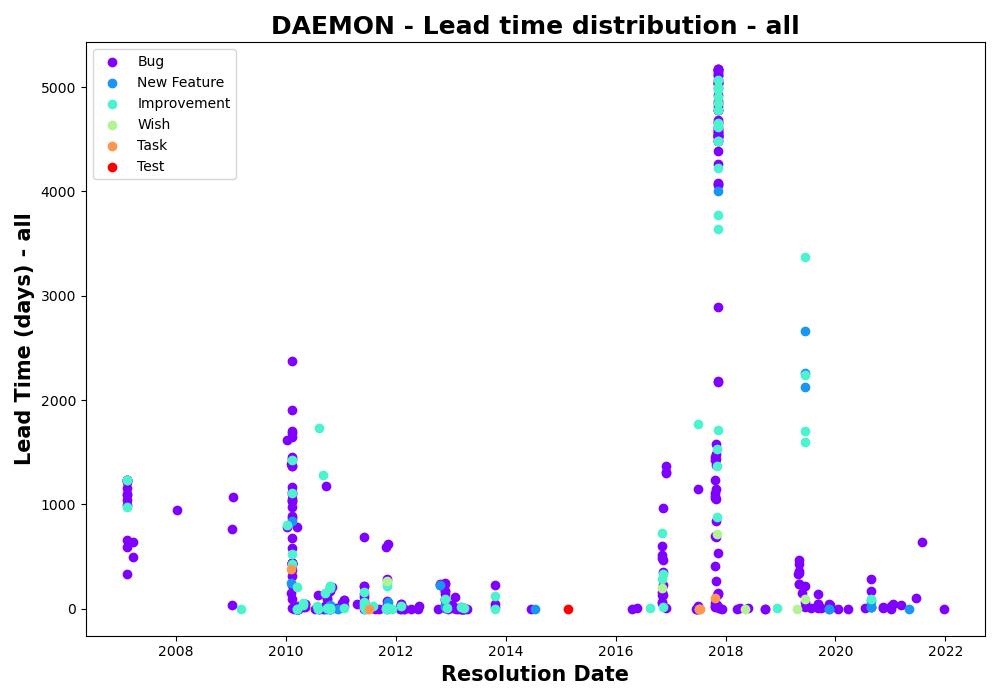 DAEMON - Lead time distribution - all
Bug
New Feature
Improvement
Wish
Task
Test
5000
4000
3000
2000
1000
0
Lead Time (days) - all
2008 2010 2012 2014 2016 2018 2020 2022
Resolution Date